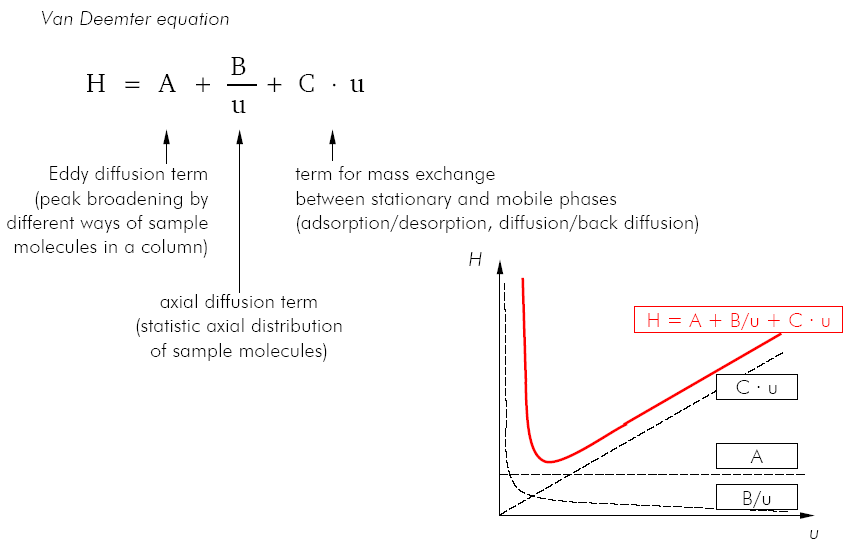 Van Deemter equation
H = A + B/u + C · u
Eddy diffusion term
(peak broadening by
different ways of sample
molecules in a column)
term for mass exchange
between stationary and mobile phases
(adsorption/desorption, diffusion/back diffusion)
axial diffusion term
(statistic axial distribution
of sample molecules)
H
H = A + B/u + C · u
C · u
A
B/u
u